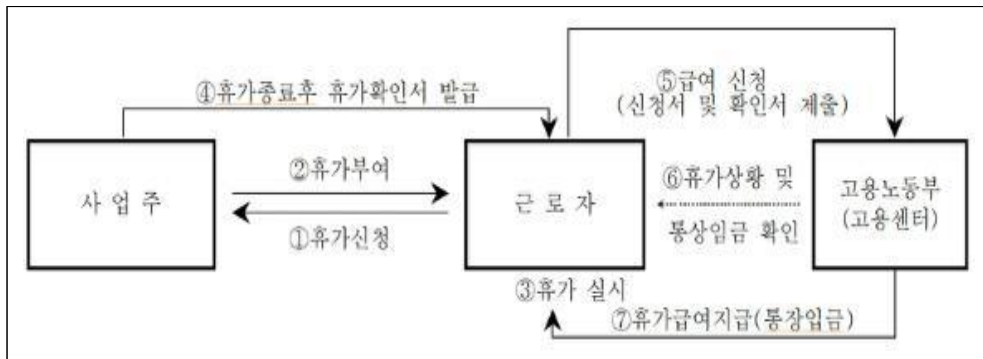 ④휴가종료후 휴가확인서 발급
⑤급여 신청
(신청서 및 확인서 제출)
사 업 주
②휴가부여
①휴가신청
근 로 자
⑥휴가상황 및
통상임금 확인
고용노동부
(고용센터)
③휴가 실시
⑦휴가급여지급(통장입금)